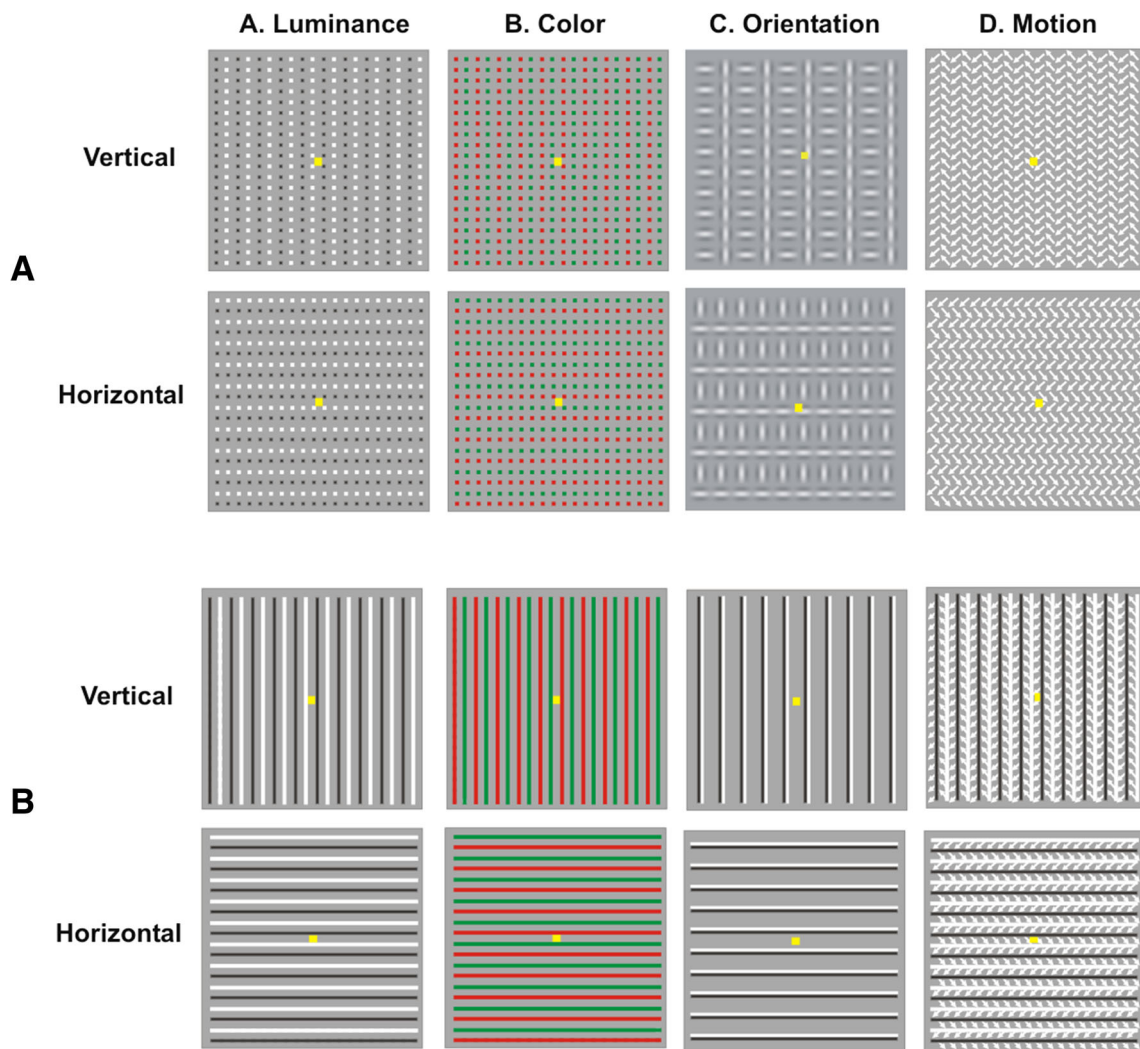 A. Luminance B. Color C. Orientation D. Motion
Vertical
A
Horizontal
Vertical
B
Horizontal